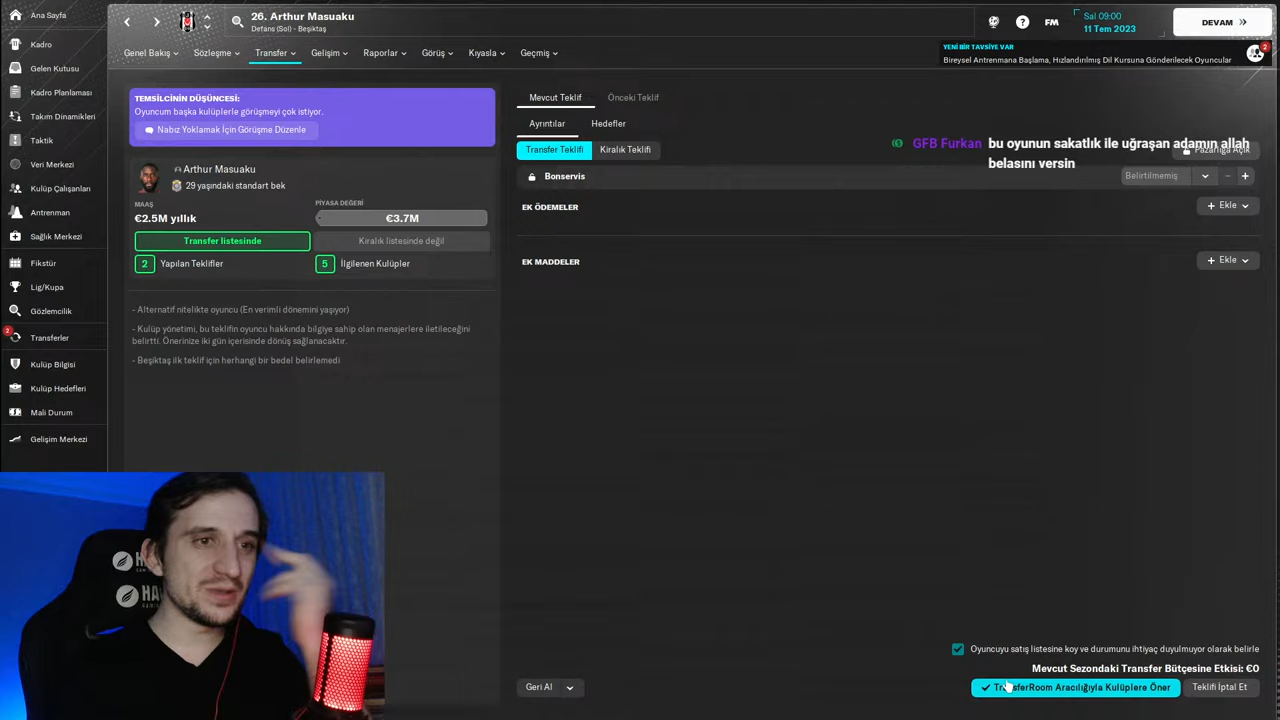 Ana Sayfa
26. Arthur Masuaku
Defans (Sol) - Beşiktaş
FM
Sal 09:00
11 Tem 2023
DEVAM
Kadro
Genel Bakış
Sözleşme
Transfer
Gelişim
Raporlar
Görüş
Kıyasla
Geçmiş
YENİ BİR TAVSİYE VAR
Bireysel Antrenmana Başlama, Hızlandırılmış Dil Kursuna Gönderilecek Oyuncular
2
Gelen Kutusu
Kadro Planlaması
Takım Dinamikleri
Taktik
Veri Merkezi
Kulüp Çalışanları
Antrenman
Sağlık Merkezi
Fikstür
Lig/Kupa
Gözlemcilik
2
Transferler
Kulüp Bilgisi
Kulüp Hedefleri
Mali Durum
Gelişim Merkezi
TEMSİLCİNİN DÜŞÜNCESİ:
Oyuncum başka kulüplerle görüşmeyi çok istiyor.
Nabız Yoklamak İçin Görüşme Düzenle
Arthur Masuaku
29 yaşındaki standart bek
MAAŞ
€2.5M yıllık
PİYASA DEĞERİ
€3.7M
Transfer listesinde
Kiralık listesinde değil
2 Yapılan Teklifler
5 İlgilenen Kulüpler
- Alternatif nitelikte oyuncu (En verimli dönemini yaşıyor)
- Kulüp yönetimi, bu teklifin oyuncu hakkında bilgiye sahip olan menajerlere iletileceğini
belirtti. Önerinize iki gün içerisinde dönüş sağlanacaktır.
- Beşiktaş ilk teklif için herhangi bir bedel belirlemedi
Mevcut Teklif
Önceki Teklif
Ayrıntılar
Hedefler
Transfer Teklifi
Kiralık Teklifi
GFB Furkan bu oyunun sakatlık ile uğraşan adamın allah
belasını versin
Pazarlığa Açık
Bonservis
Belirtilmemiş
EK ÖDEMELER
Ekle
EK MADDELER
Ekle
HA
HA
Oyuncuyu satış listesine koy ve durumunu ihtiyaç duyulmuyor olarak belirle
Mevcut Sezondaki Transfer Bütçesine Etkisi: €0
Geri Al
TransferRoom Aracılığıyla Kulüplere Öner
Teklifi İptal Et